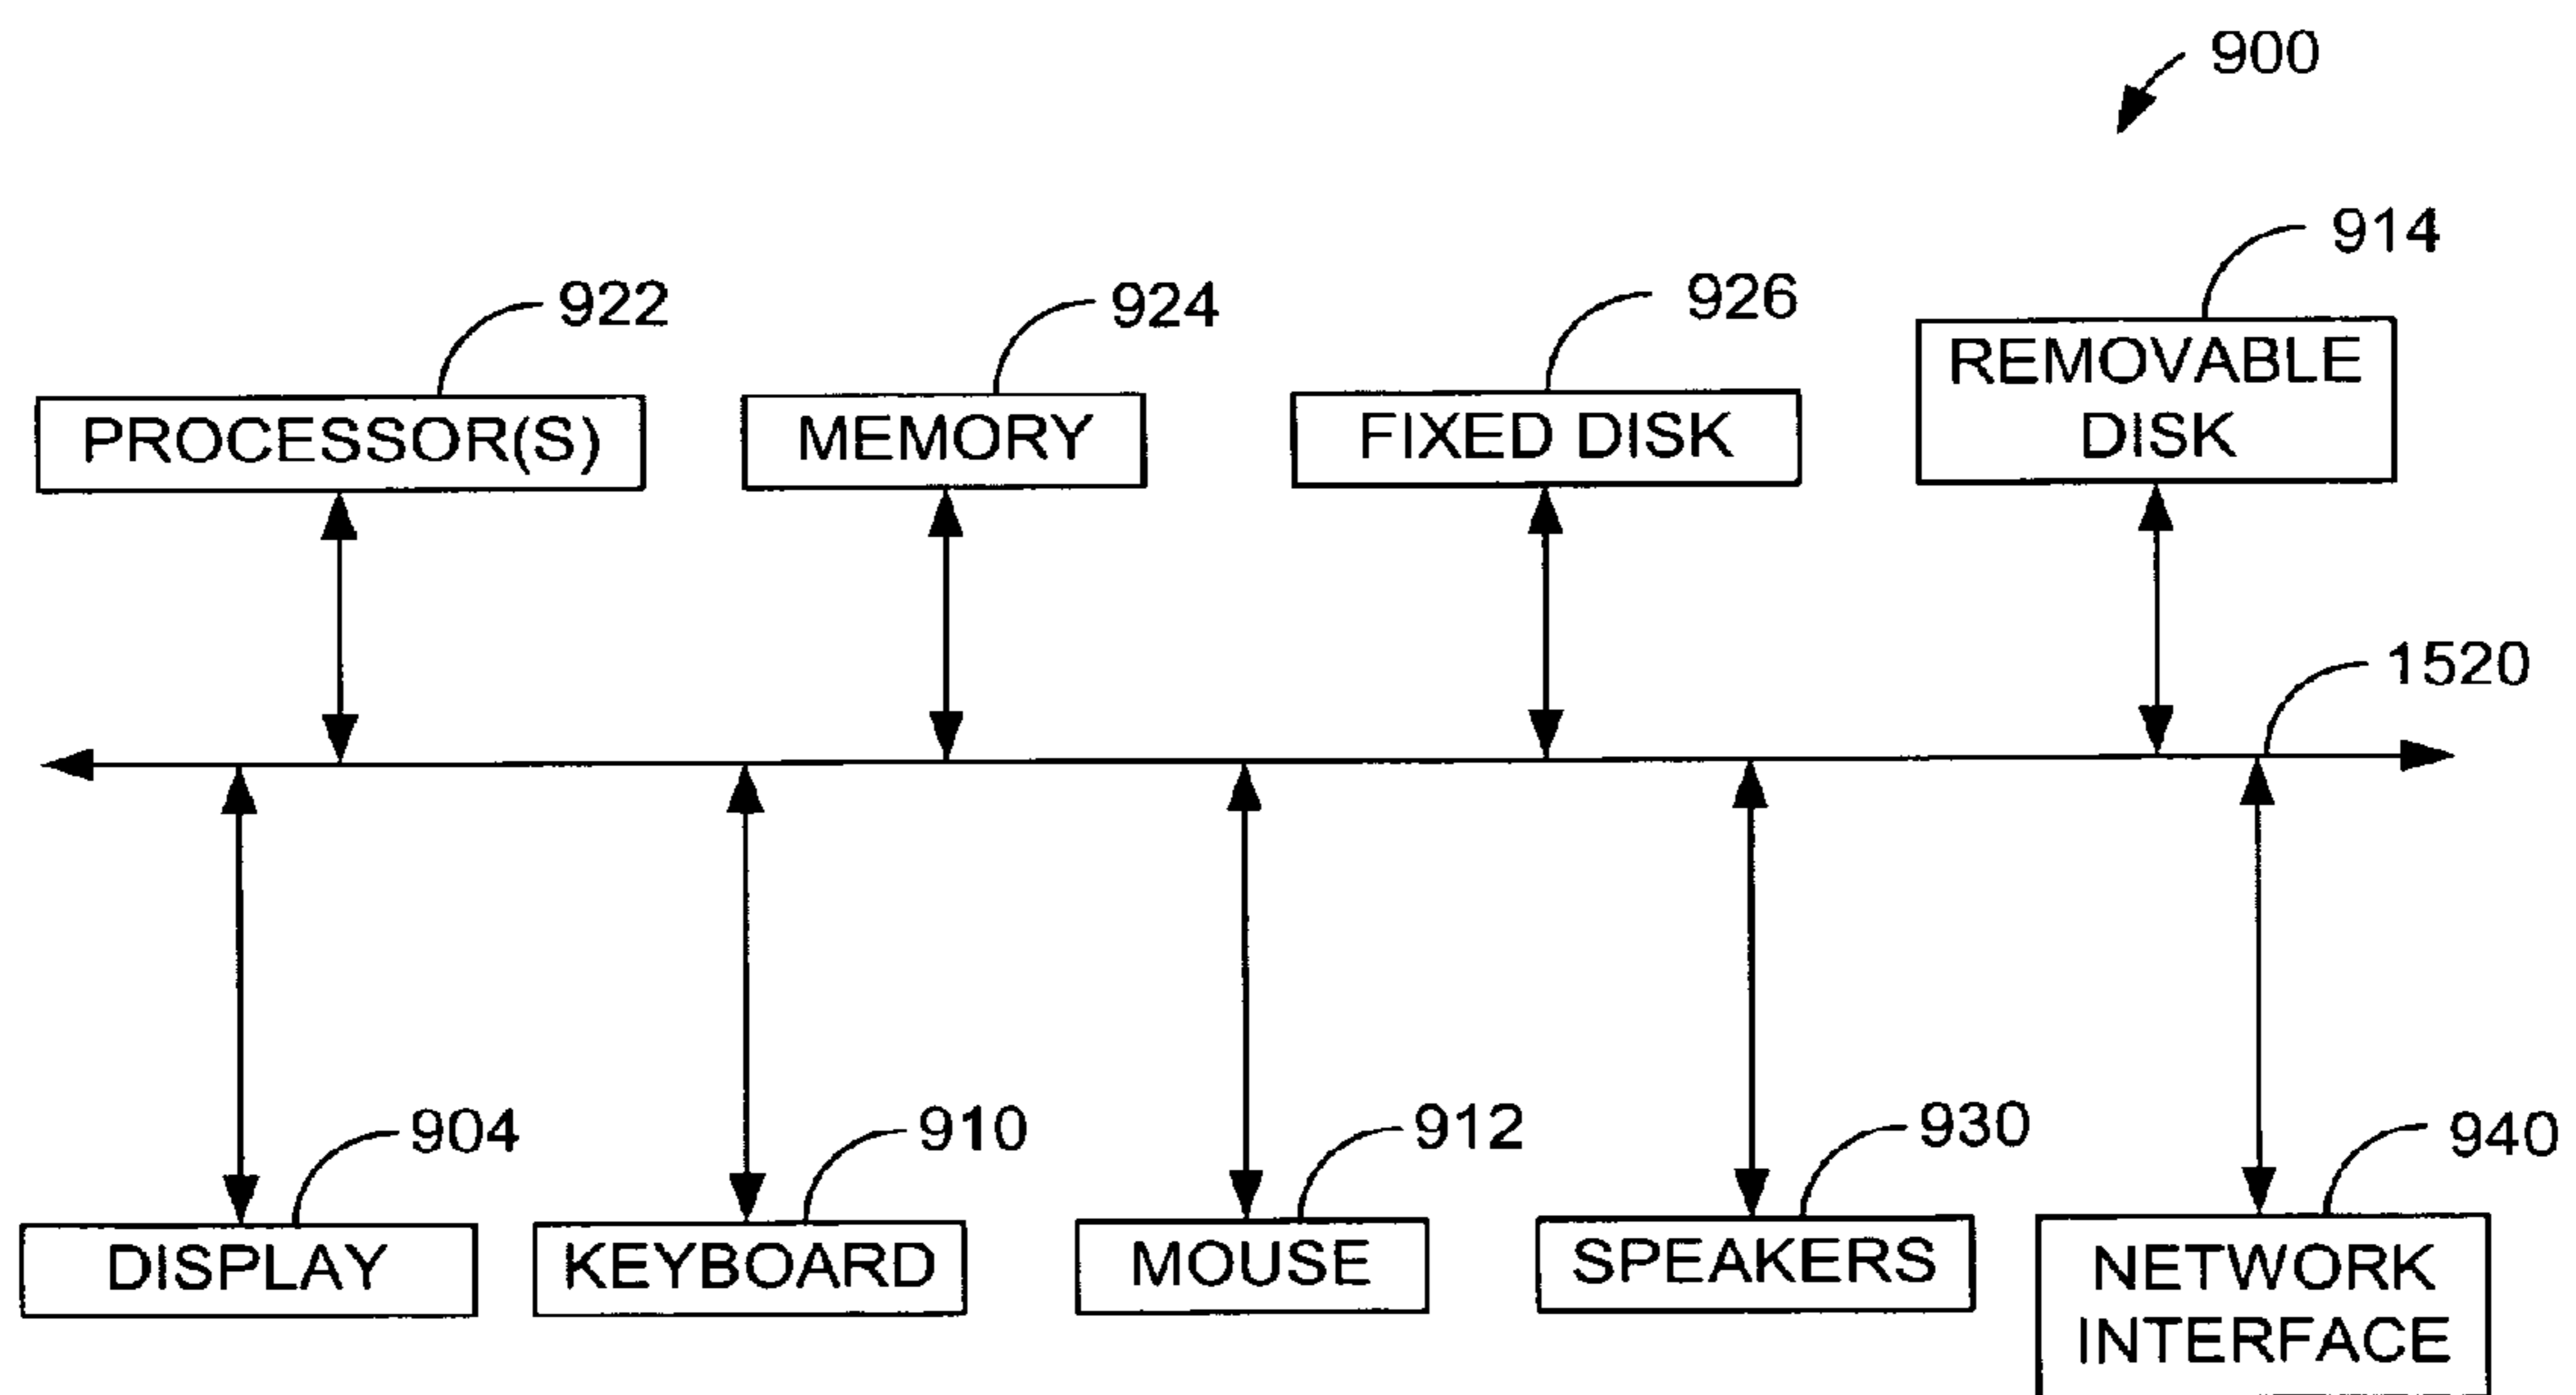 900
914
922
924
926
REMOVABLE
DISK
PROCESSOR(S)
MEMORY
FIXED DISK
1520
904
910
912
930
940
DISPLAY
KEYBOARD
MOUSE
SPEAKERS
NETWORK
INTERFACE